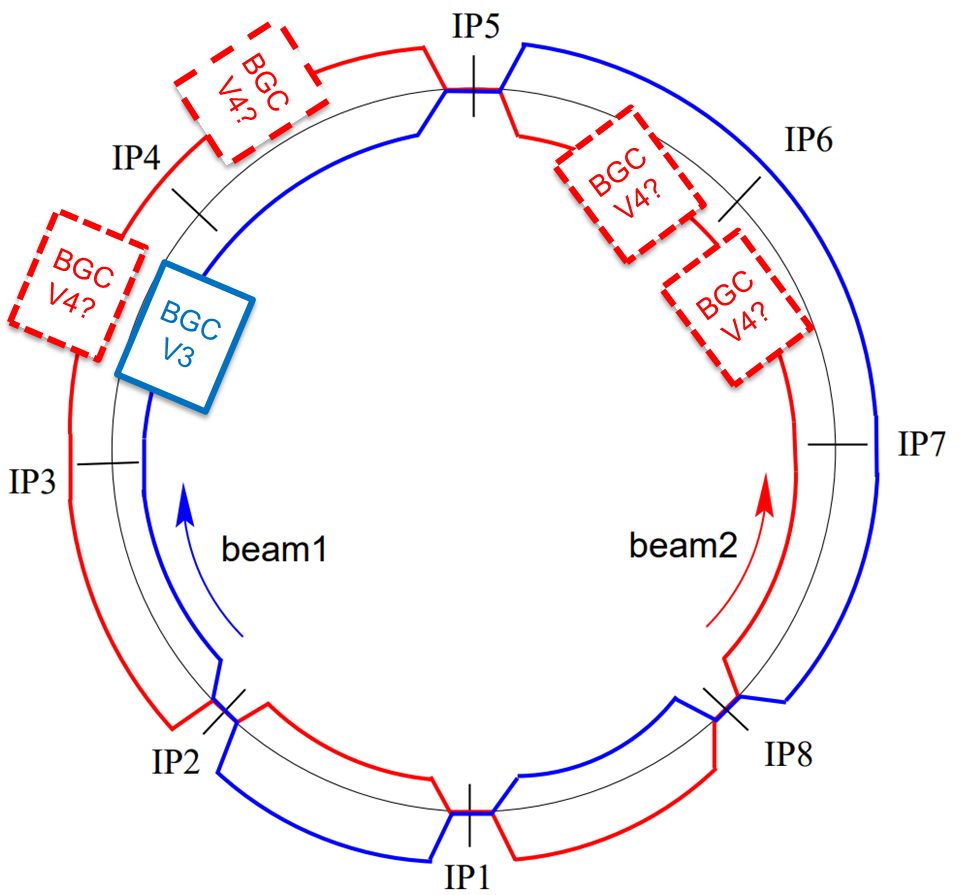 IP5
BGC
V4?
IP4
IP6
BGC
V4?
BGC
V4?
BGC
V3
BGC
V4?
IP7
IP3
beam1
beam2
IP2
IP8
IP1